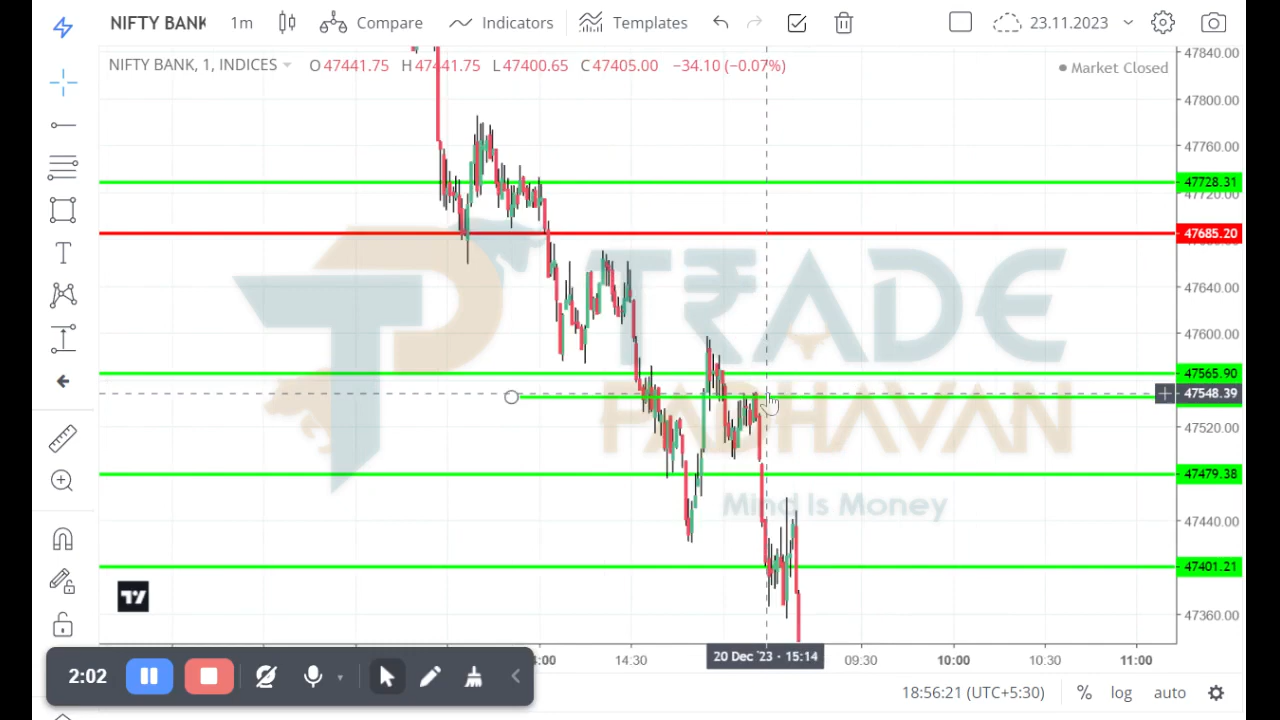 NIFTY BANK 1m Compare Indicators Templates 23.11.2023
NIFTY BANK, 1, INDICES O47441.75 H47441.75 L47400.65 C47405.00 −34.10 (−0.07%)
Market Closed
47840.00
47800.00
47760.00
47728.31
47720.00
47685.20
47640.00
47600.00
47565.90
47548.39
47520.00
47479.38
47440.00
47401.21
47360.00
TRADE
PADHAVAN
Mind Is Money
14:30 20 Dec '23 · 15:14 09:30 10:00 10:30 11:00
2:02
18:56:21 (UTC+5:30) % log auto